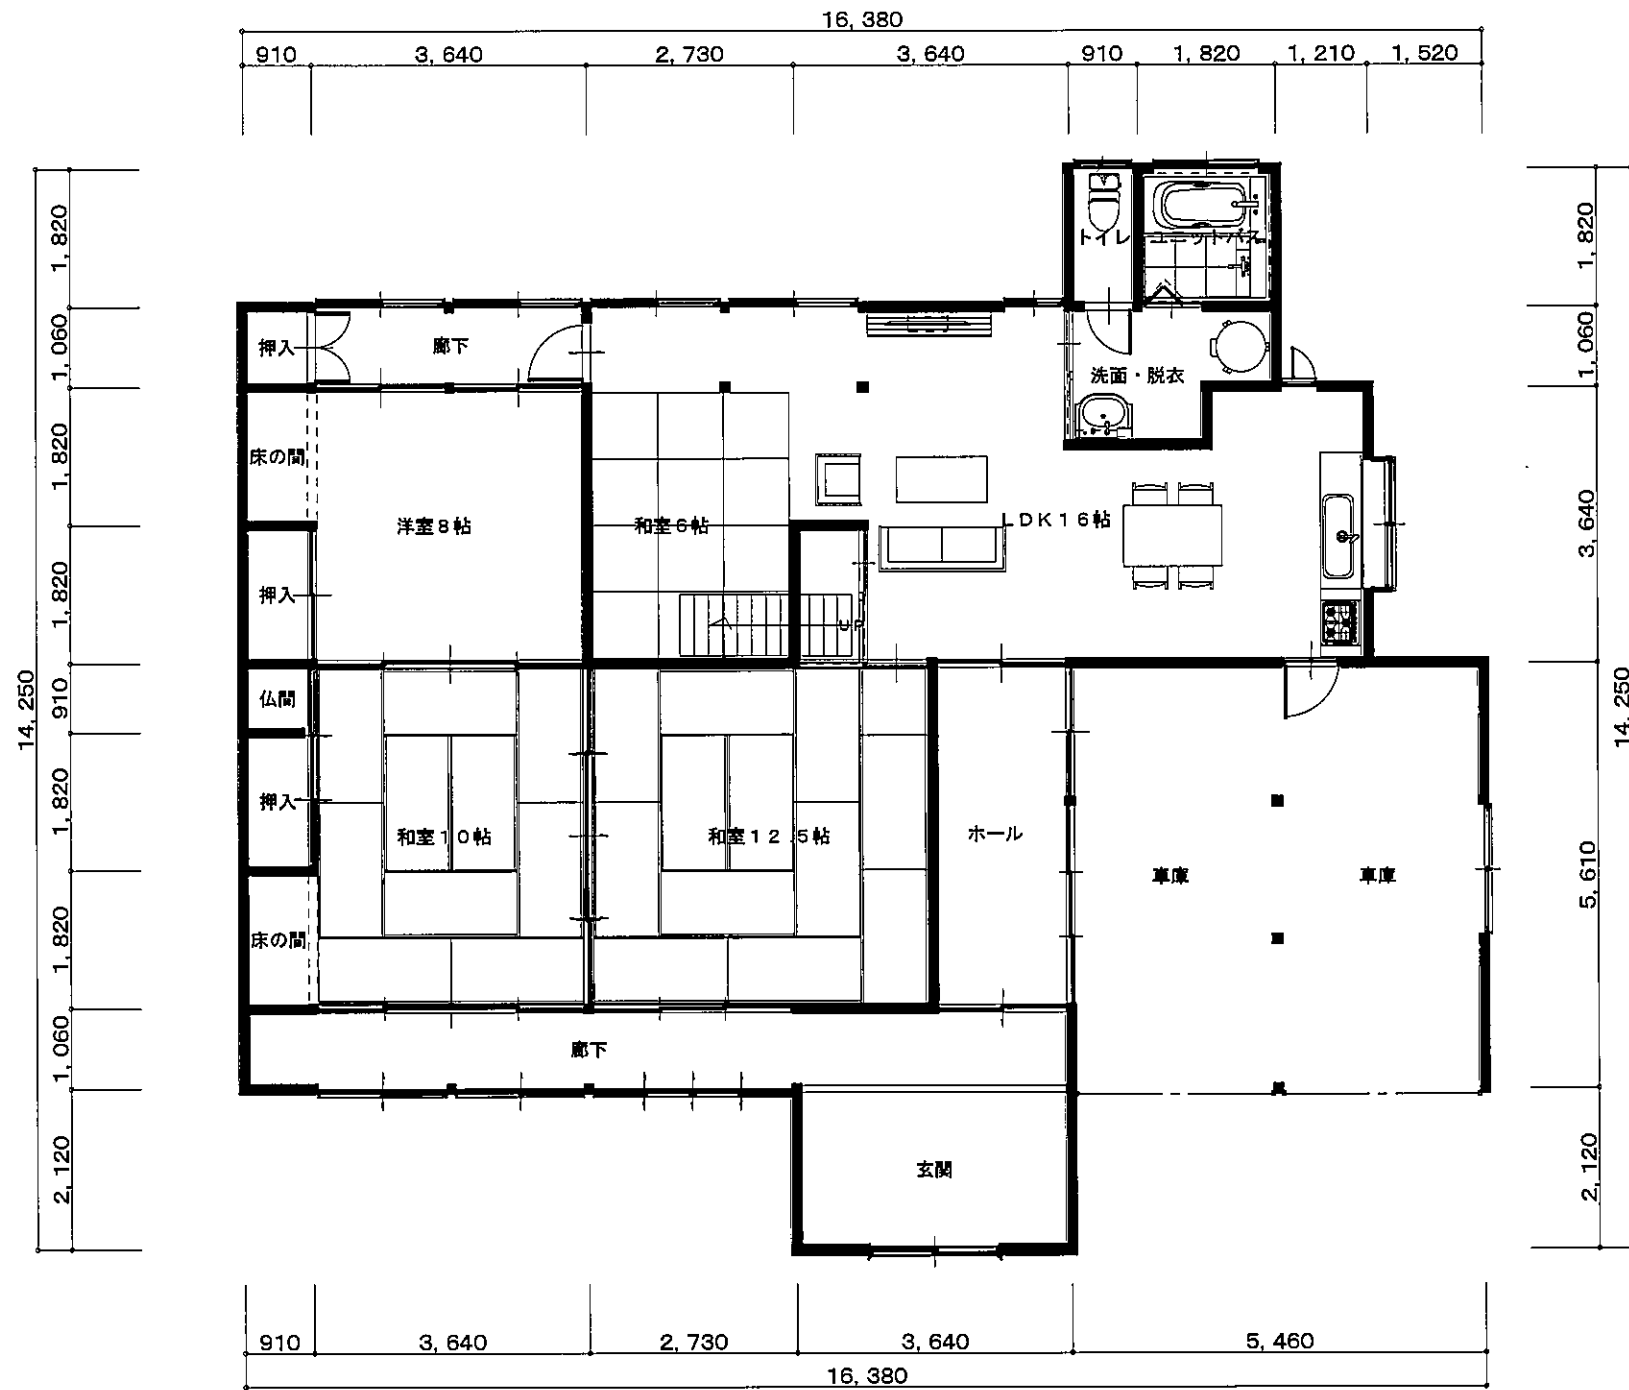 16,380
910
3,640
2,730
3,640
910
1,820
1,210
1,520
14,250
1,820
1,060
1,820
1,820
910
1,820
1,820
1,060
2,120
1,820
1,060
3,640
5,610
2,120
14,250
トイレ
ユニットバス
押入
廊下
洗面・脱衣
床の間
洋室8帖
和室6帖
LDK16帖
押入
UP
仏間
押入
和室10帖
和室12.5帖
ホール
車庫
車庫
床の間
廊下
玄関
910
3,640
2,730
3,640
5,460
16,380